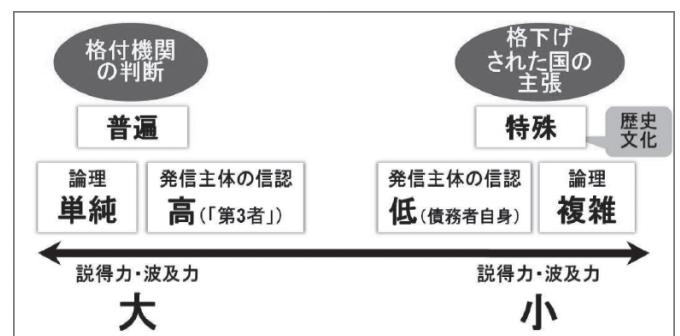 格付機関
の判断
格下げ
された国の
主張
普遍
特殊
歴史
文化
論理
単純
発信主体の信認
高(「第3者」)
発信主体の信認
低(債務者自身)
論理
複雑
説得力・波及力
大
説得力・波及力
小